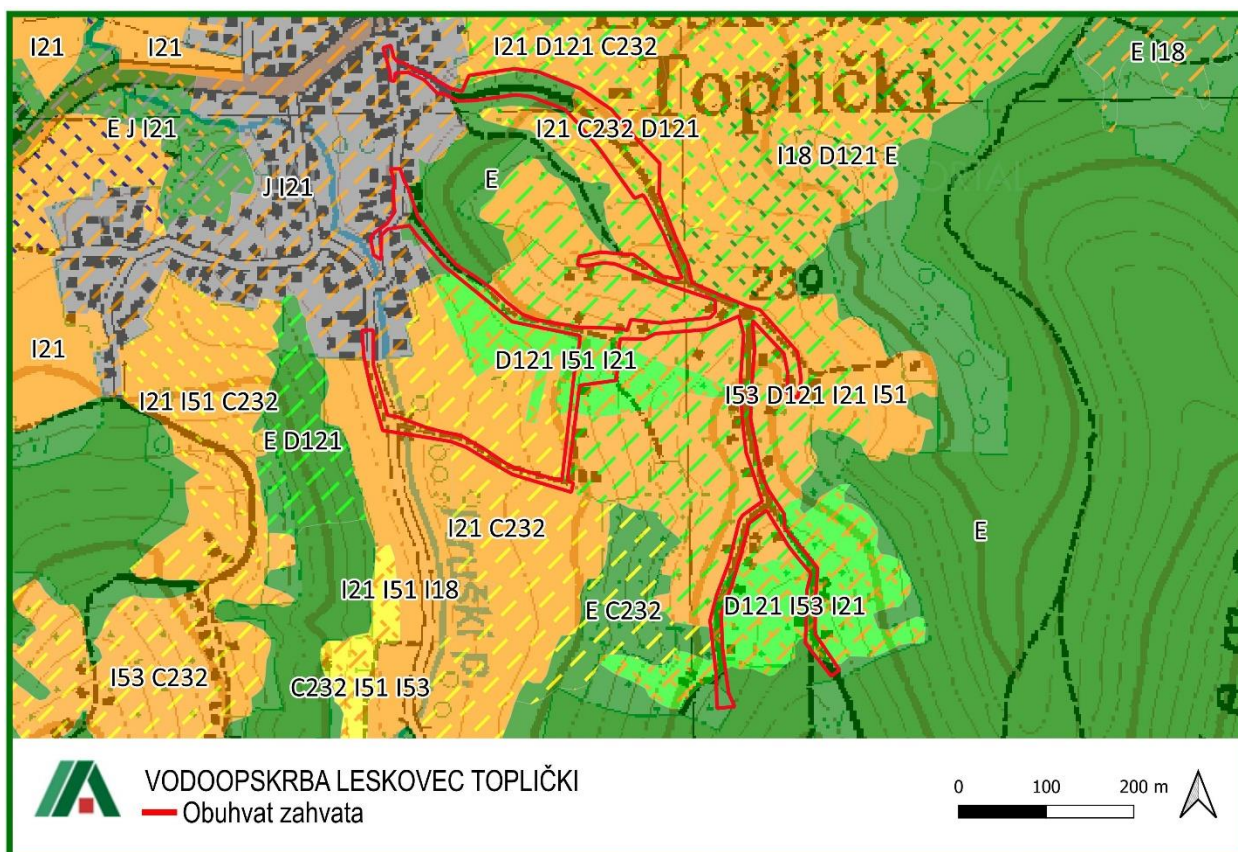 I21
I21
I21 D121 C232
E I18
-Toplički
E J I21
I21 C232 D121
I18 D121 E
J I21
E
I21
D121 I51 I21
I53 D121 I21 I51
I21 I51 C232
E D121
I21 C232
E
I21 I51 I18
E C232
D121 I53 I21
I53 C232
C232 I51 I53
VODOOPSKRBA LESKOVEC TOPLIČKI
Obuhvat zahvata
0 100 200 m